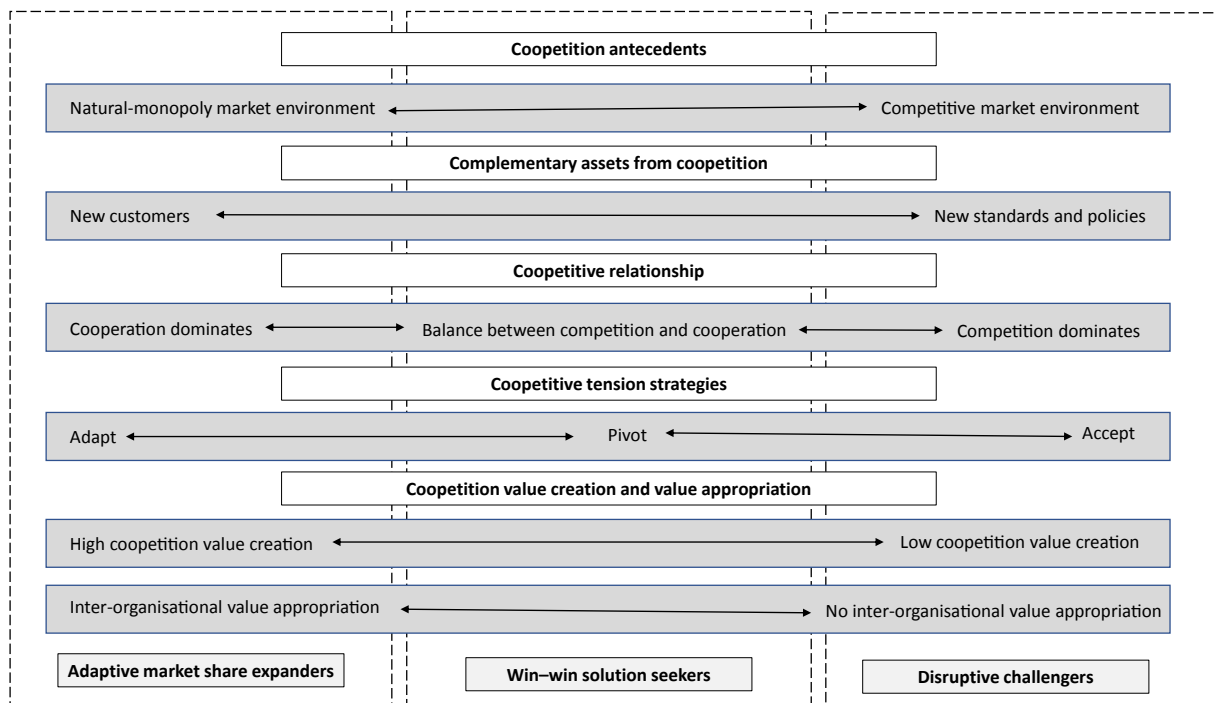 Coopetition antecedents
Natural-monopoly market environment Competitive market environment
Complementary assets from coopetition
New customers New standards and policies
Coopetitive relationship
Cooperation dominates Balance between competition and cooperation Competition dominates
Coopetitive tension strategies
Adapt Pivot Accept
Coopetition value creation and value appropriation
High coopetition value creation Low coopetition value creation
Inter-organisational value appropriation No inter-organisational value appropriation
Adaptive market share expanders Win–win solution seekers Disruptive challengers